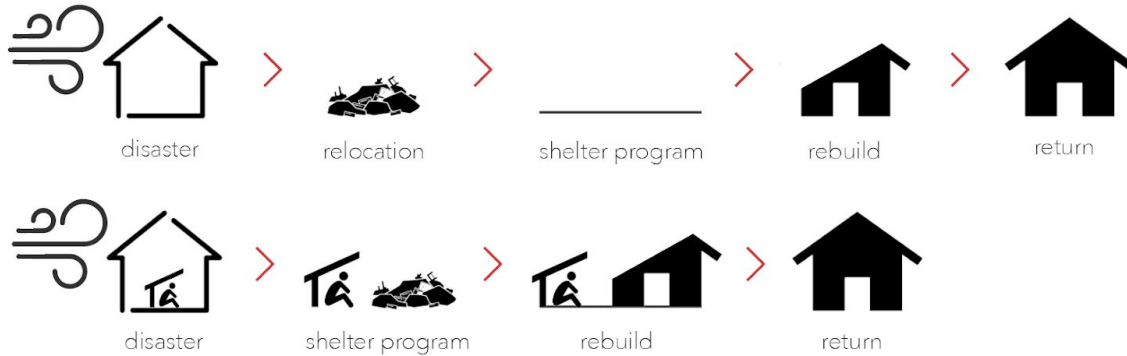 disaster
relocation
shelter program
rebuild
return
disaster
shelter program
rebuild
return